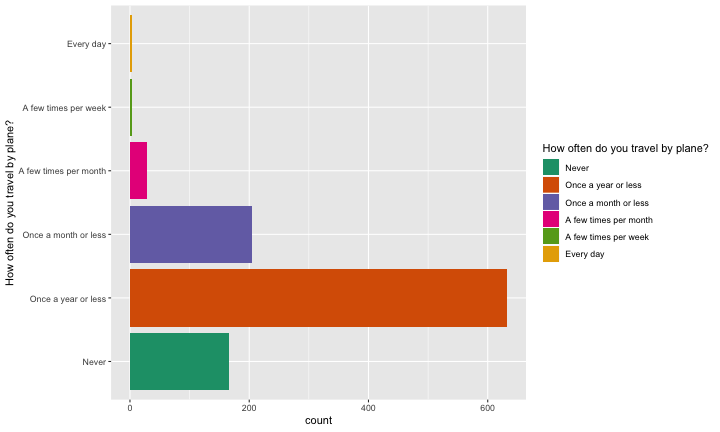 How often do you travel by plane?
Every day
A few times per week
A few times per month
Once a month or less
Once a year or less
Never
0
200
400
600
count
How often do you travel by plane?
Never
Once a year or less
Once a month or less
A few times per month
A few times per week
Every day